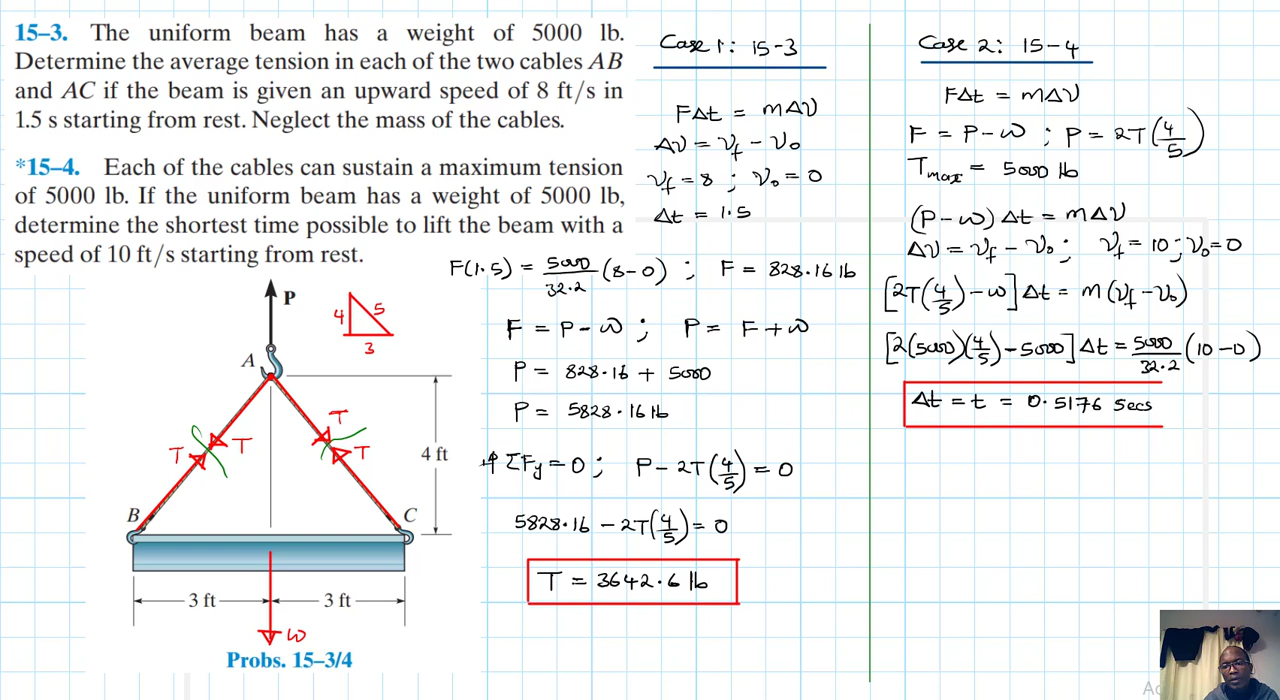 15–3. The uniform beam has a weight of 5000 lb.
Determine the average tension in each of the two cables AB
and AC if the beam is given an upward speed of 8 ft/s in
1.5 s starting from rest. Neglect the mass of the cables.
*15–4. Each of the cables can sustain a maximum tension
of 5000 lb. If the uniform beam has a weight of 5000 lb,
determine the shortest time possible to lift the beam with a
speed of 10 ft/s starting from rest.
P
4
5
3
A
T
T
T
T
4 ft
B
C
3 ft
3 ft
W
Probs. 15–3/4
Case 1: 15-3
FΔt = mΔV
ΔV = Vf - Vo
Vf = 8 ; Vo = 0
Δt = 1.5
F(1.5) = 5000/32.2 (8-0) ; F = 828.16 lb
F = P-W ; P = F+W
P = 828.16 + 5000
P = 5828.16 lb
+↑ ΣFy = 0 ; P - 2T(4/5) = 0
5828.16 - 2T(4/5) = 0
T = 3642.6 lb
Case 2: 15-4
FΔt = mΔV
F = P-W ; P = 2T(4/5)
Tmax = 5000 lb
(P-W)Δt = mΔV
ΔV = Vf - Vo ; Vf = 10 ; Vo = 0
[2T(4/5) - W]Δt = m(Vf - Vo)
[2(5000)(4/5) - 5000]Δt = 5000/32.2 (10-0)
Δt = t = 0.5176 Secs